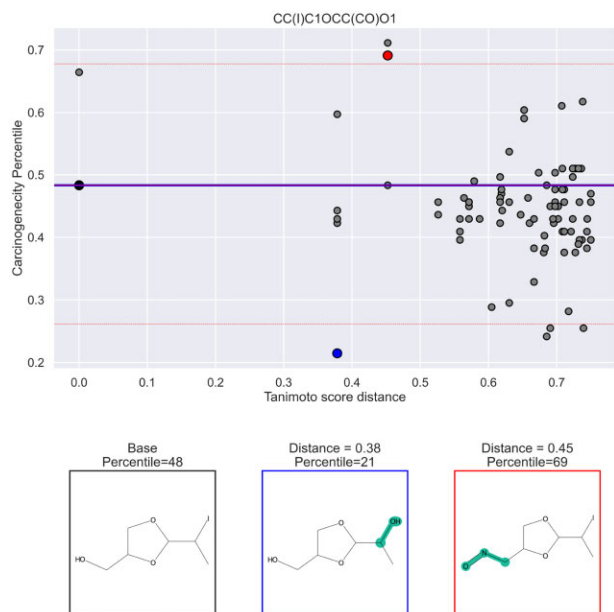 CC(I)C1OCC(CO)O1
Carcinogenecity Percentile
0.7
0.6
0.5
0.4
0.3
0.2
0.0 0.1 0.2 0.3 0.4 0.5 0.6 0.7
Tanimoto score distance
Base
Percentile=48
Distance = 0.38
Percentile=21
Distance = 0.45
Percentile=69
O
I
HO
O
O
OH
HO
O
O
N
O
I
O